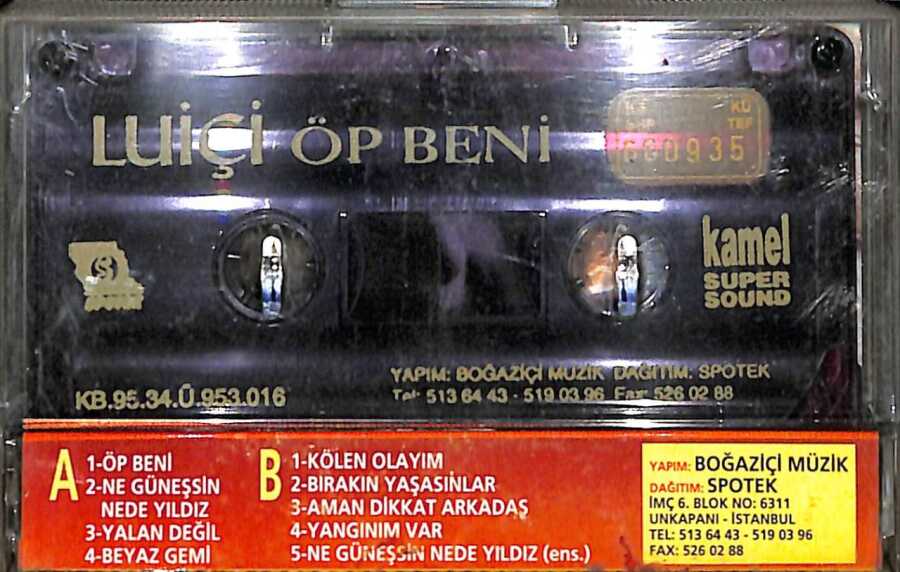 LUİÇİ ÖP BENİ
KÜ
TEF
kamel
SUPER
SOUND
YAPIM: BOĞAZİÇİ MÜZİK DAĞITIM: SPOTEK
KB.95.34.Ü.953.016
Tel: 513 64 43 - 519 03 96 Fax: 526 02 88
A
1-ÖP BENİ
2-NE GÜNEŞSİN
NEDE YILDIZ
3-YALAN DEĞİL
4-BEYAZ GEMİ
B
1-KÖLEN OLAYIM
2-BIRAKIN YAŞASINLAR
3-AMAN DİKKAT ARKADAŞ
4-YANGINIM VAR
5-NE GÜNEŞSİN NEDE YILDIZ (ens.)
YAPIM: BOĞAZİÇİ MÜZİK
DAĞITIM: SPOTEK
İMÇ 6. BLOK NO: 6311
UNKAPANI - İSTANBUL
TEL: 513 64 43 - 519 03 96
FAX: 526 02 88